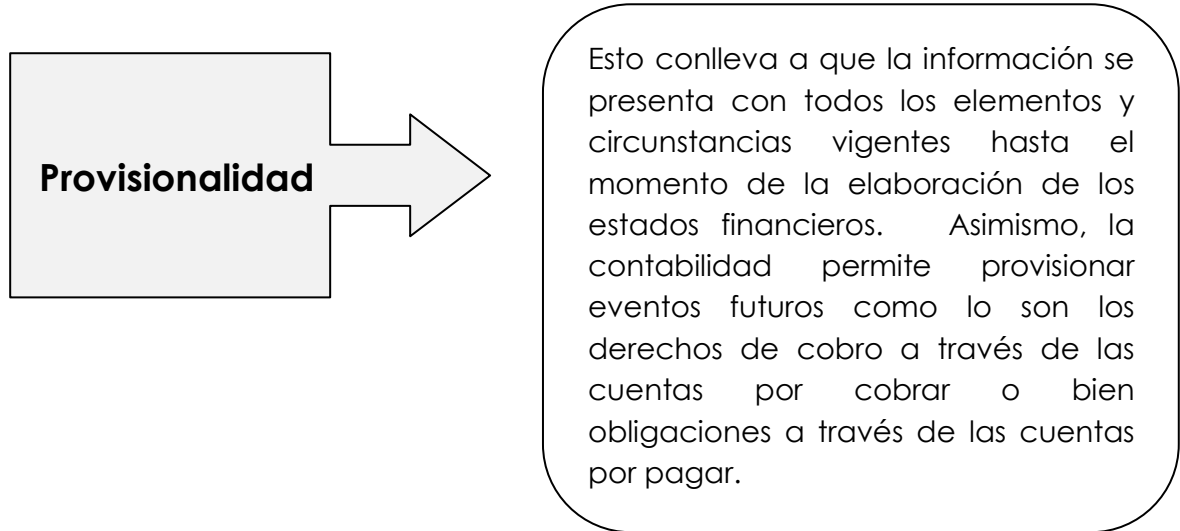 Provisionalidad
Esto conlleva a que la información se
presenta con todos los elementos y
circunstancias vigentes hasta el
momento de la elaboración de los
estados financieros. Asimismo, la
contabilidad permite provisionar
eventos futuros como lo son los
derechos de cobro a través de las
cuentas por cobrar o bien
obligaciones a través de las cuentas
por pagar.